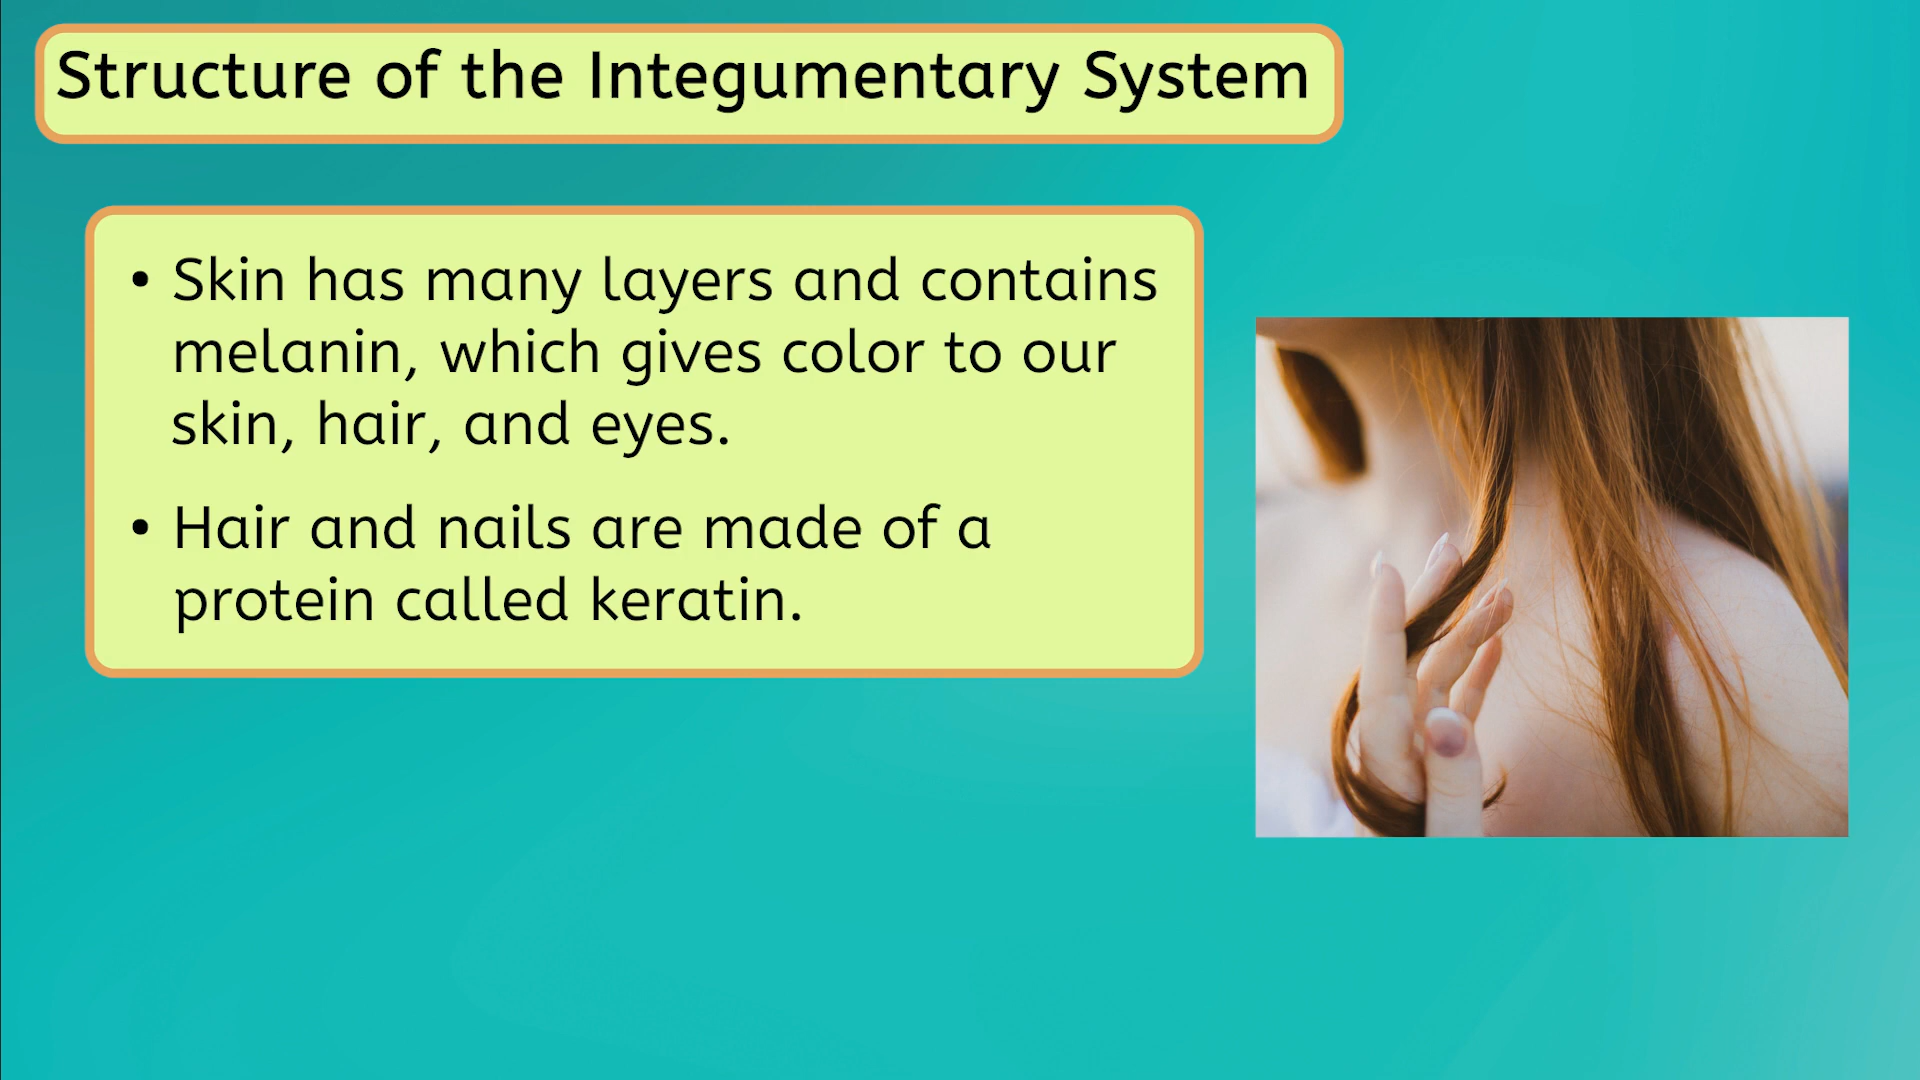 Structure of the Integumentary System
• Skin has many layers and contains
melanin, which gives color to our
skin, hair, and eyes.
• Hair and nails are made of a
protein called keratin.